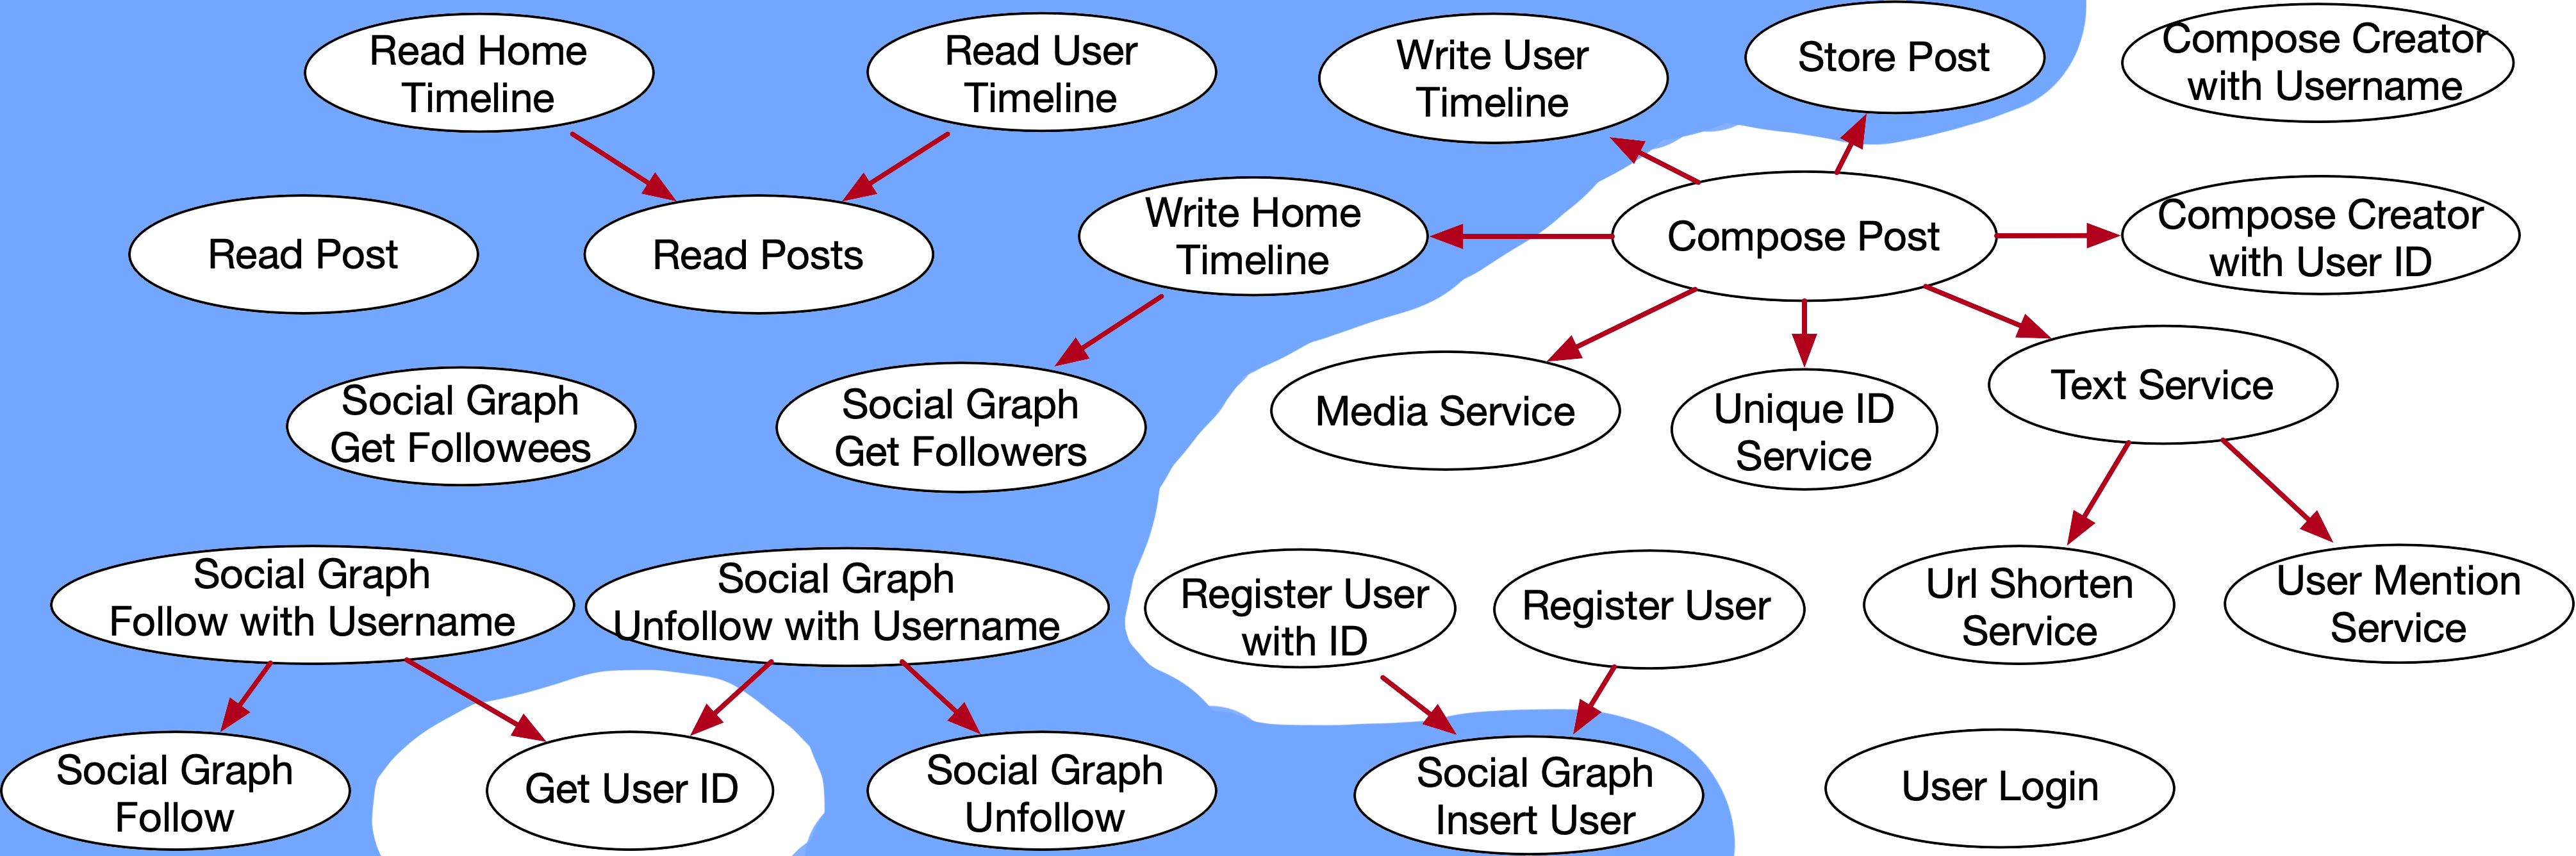 Read Home
Timeline
Read User
Timeline
Write User
Timeline
Store Post
Compose Creator
with Username
Read Post
Read Posts
Write Home
Timeline
Compose Post
Compose Creator
with User ID
Social Graph
Get Followees
Social Graph
Get Followers
Media Service
Unique ID
Service
Text Service
Social Graph
Follow with Username
Social Graph
Unfollow with Username
Register User
with ID
Register User
Url Shorten
Service
User Mention
Service
Social Graph
Follow
Get User ID
Social Graph
Unfollow
Social Graph
Insert User
User Login